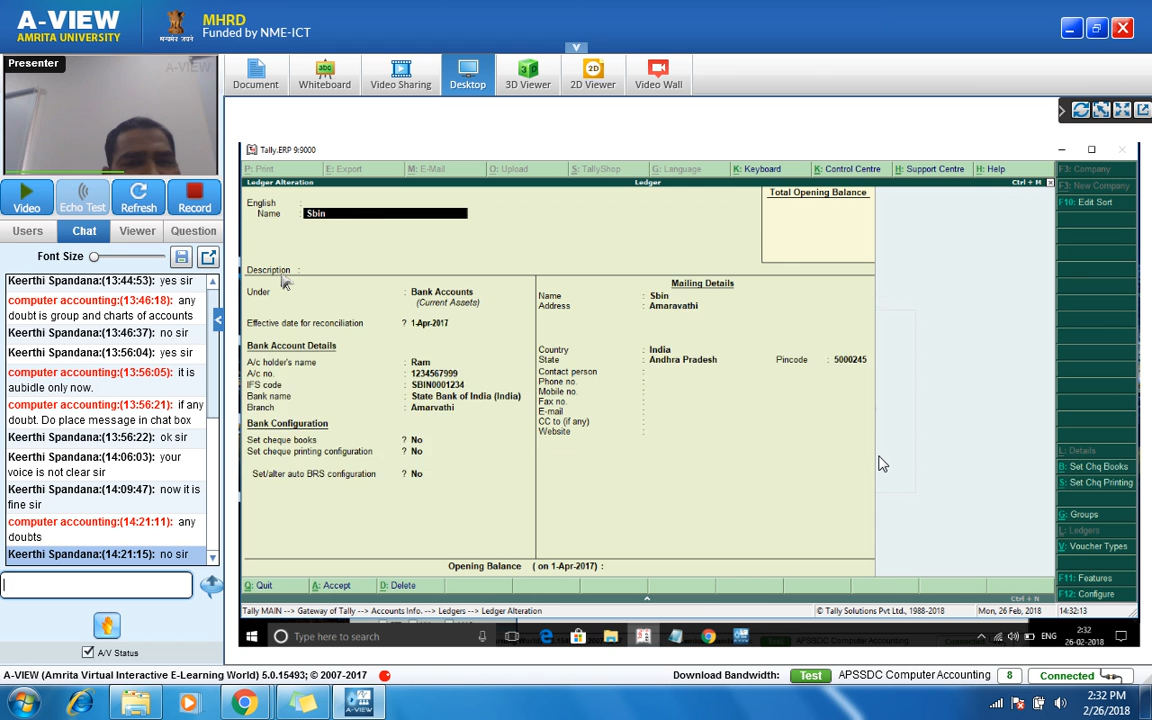 A-VIEW
AMRITA UNIVERSITY
MHRD
Funded by NME-ICT
Presenter
A-VIEW
Document
Whiteboard
Video Sharing
Desktop
3D Viewer
2D Viewer
Video Wall
Video
Echo Test
Refresh
Record
Users
Chat
Viewer
Question
Font Size
Keerthi Spandana:(13:44:53): yes sir
computer accounting:(13:46:18): any
doubt is group and charts of accounts
Keerthi Spandana:(13:46:37): no sir
Keerthi Spandana:(13:56:04): yes sir
computer accounting:(13:56:05): it is
aubidle only now.
computer accounting:(13:56:21): if any
doubt. Do place message in chat box
Keerthi Spandana:(13:56:22): ok sir
Keerthi Spandana:(14:06:03): your
voice is not clear sir
Keerthi Spandana:(14:09:47): now it is
fine sir
computer accounting:(14:21:11): any
doubts
Keerthi Spandana:(14:21:15): no sir
A/V Status
Tally.ERP 9:9000
P: Print
E: Export
M: E-Mail
O: Upload
S: TallyShop
G: Language
K: Keyboard
K: Control Centre
H: Support Centre
H: Help
F3: Company
F3: New Company
F10: Edit Sort
Ledger Alteration
Ledger
Ctrl + M
English :
Name : Sbin
Total Opening Balance
Description :
Under : Bank Accounts
(Current Assets)
Effective date for reconciliation ? 1-Apr-2017
Bank Account Details
A/c holder's name : Ram
A/c no. : 1234567999
IFS code : SBIN0001234
Bank name : State Bank of India (India)
Branch : Amarvathi
Bank Configuration
Set cheque books ? No
Set cheque printing configuration ? No
Set/alter auto BRS configuration ? No
Mailing Details
Name : Sbin
Address : Amaravathi
Country : India
State : Andhra Pradesh Pincode : 5000245
Contact person :
Phone no. :
Mobile no. :
Fax no. :
E-mail :
CC to (if any) :
Website :
L: Details
B: Set Chq Books
S: Set Chq Printing
G: Groups
L: Ledgers
V: Voucher Types
F11: Features
F12: Configure
Opening Balance ( on 1-Apr-2017) :
Q: Quit
A: Accept
D: Delete
Ctrl + N
Tally MAIN --> Gateway of Tally --> Accounts Info. --> Ledgers --> Ledger Alteration
© Tally Solutions Pvt Ltd., 1988-2018
Mon, 26 Feb, 2018
14:32:13
Type here to search
ENG
2:32
26-02-2018
A-VIEW (Amrita Virtual Interactive E-Learning World) 5.0.15493; © 2007-2017
Download Bandwidth:
Test
APSSDC Computer Accounting
8
Connected
2:32 PM
2/26/2018